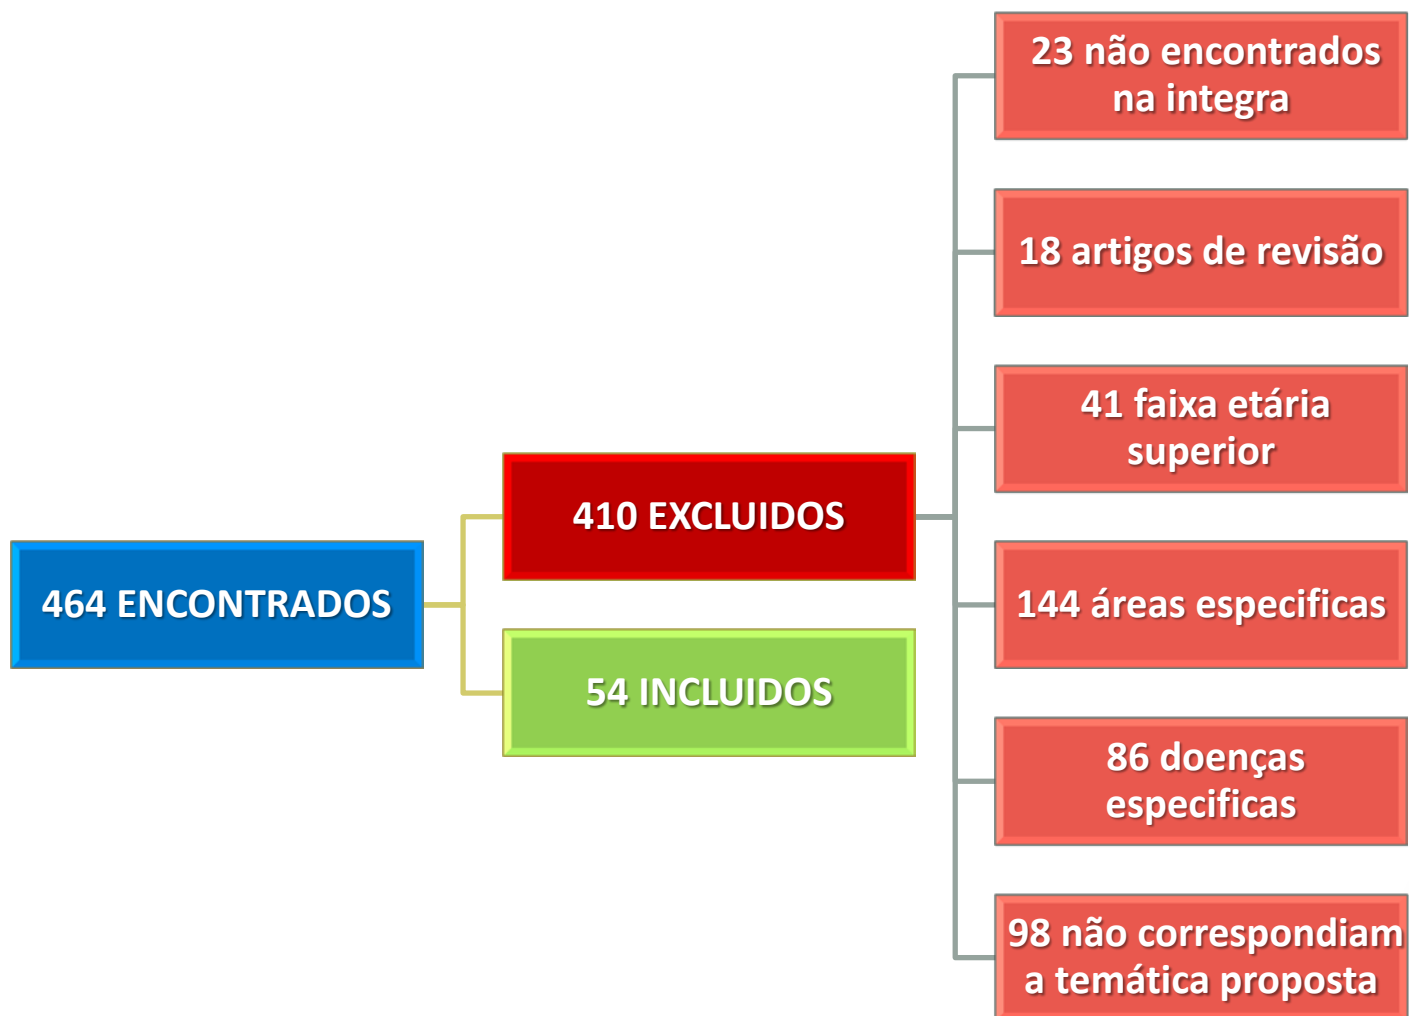 464 ENCONTRADOS
410 EXCLUIDOS
54 INCLUIDOS
23 não encontrados
na integra
18 artigos de revisão
41 faixa etária
superior
144 áreas especificas
86 doenças
especificas
98 não correspondiam
a temática proposta